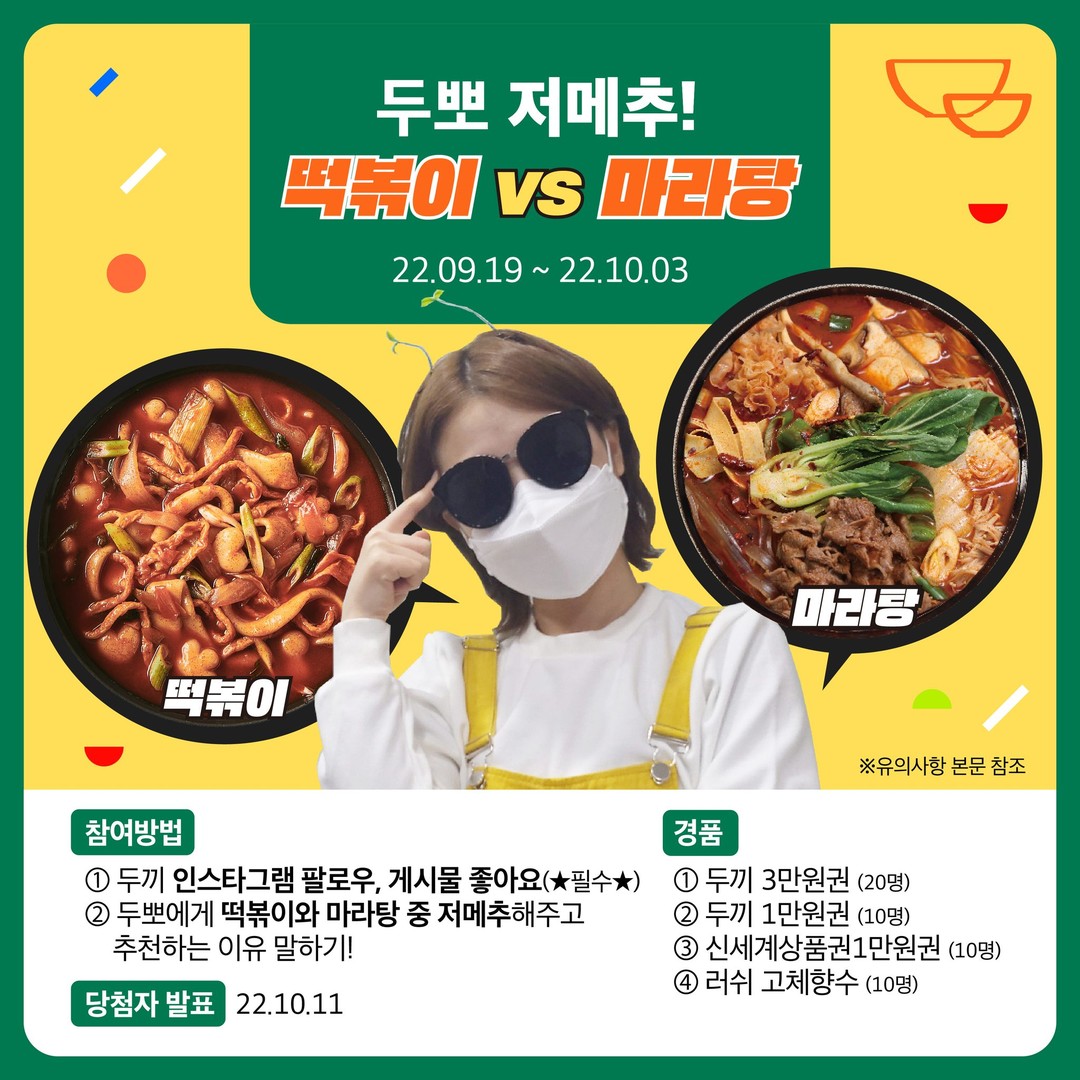 두뽀 저메추!
떡볶이 vs 마라탕
22.09.19 ~ 22.10.03
떡볶이
마라탕
※유의사항 본문 참조
참여방법
① 두끼 인스타그램 팔로우, 게시물 좋아요(★필수★)
② 두뽀에게 떡볶이와 마라탕 중 저메추해주고
추천하는 이유 말하기!
당첨자 발표 22.10.11
경품
① 두끼 3만원권 (20명)
② 두끼 1만원권 (10명)
③ 신세계상품권1만원권 (10명)
④ 러쉬 고체향수 (10명)